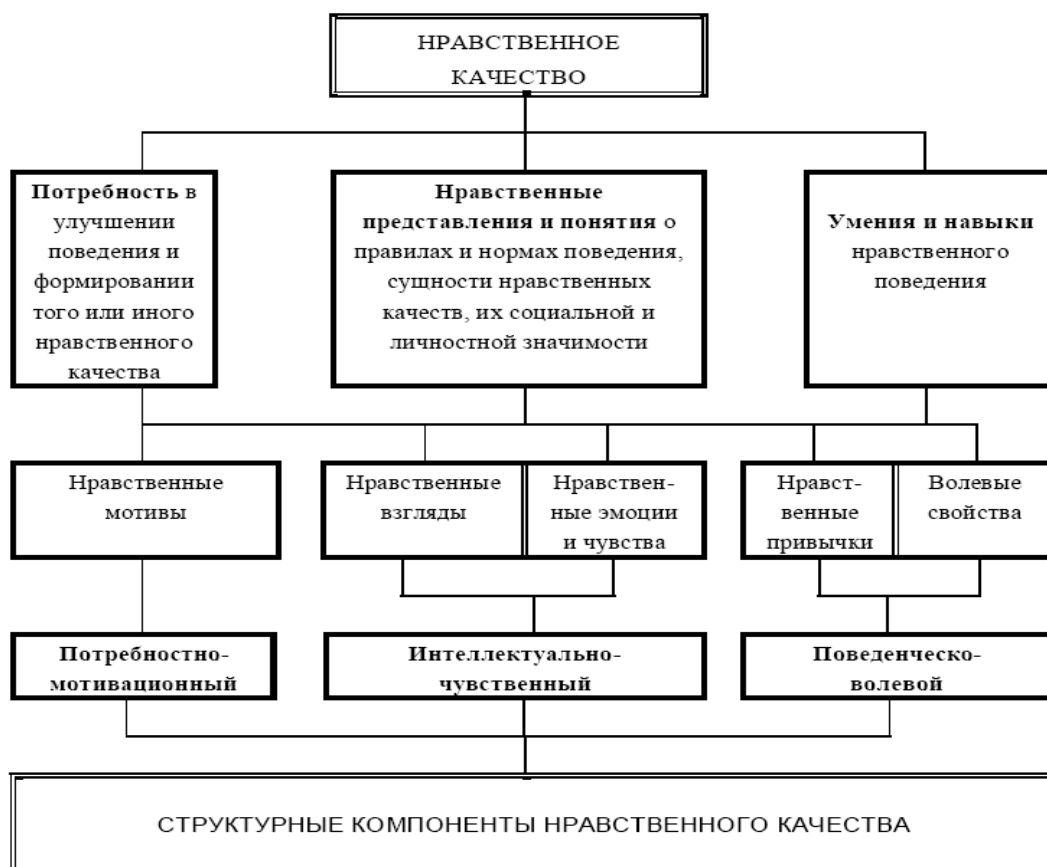 НРАВСТВЕННОЕ
КАЧЕСТВО
Потребность в
улучшении
поведения и
формировании
того или иного
нравственного
качества
Нравственные
представления и понятия о
правилах и нормах поведения,
сущности нравственных
качеств, их социальной и
личностной значимости
Умения и навыки
нравственного
поведения
Нравственные
мотивы
Нравственные
взгляды
Нравствен-
ные эмоции
и чувства
Нравст-
венные
привычки
Волевые
свойства
Потребностно-
мотивационный
Интеллектуально-
чувственный
Поведенческо-
волевой
СТРУКТУРНЫЕ КОМПОНЕНТЫ НРАВСТВЕННОГО КАЧЕСТВА